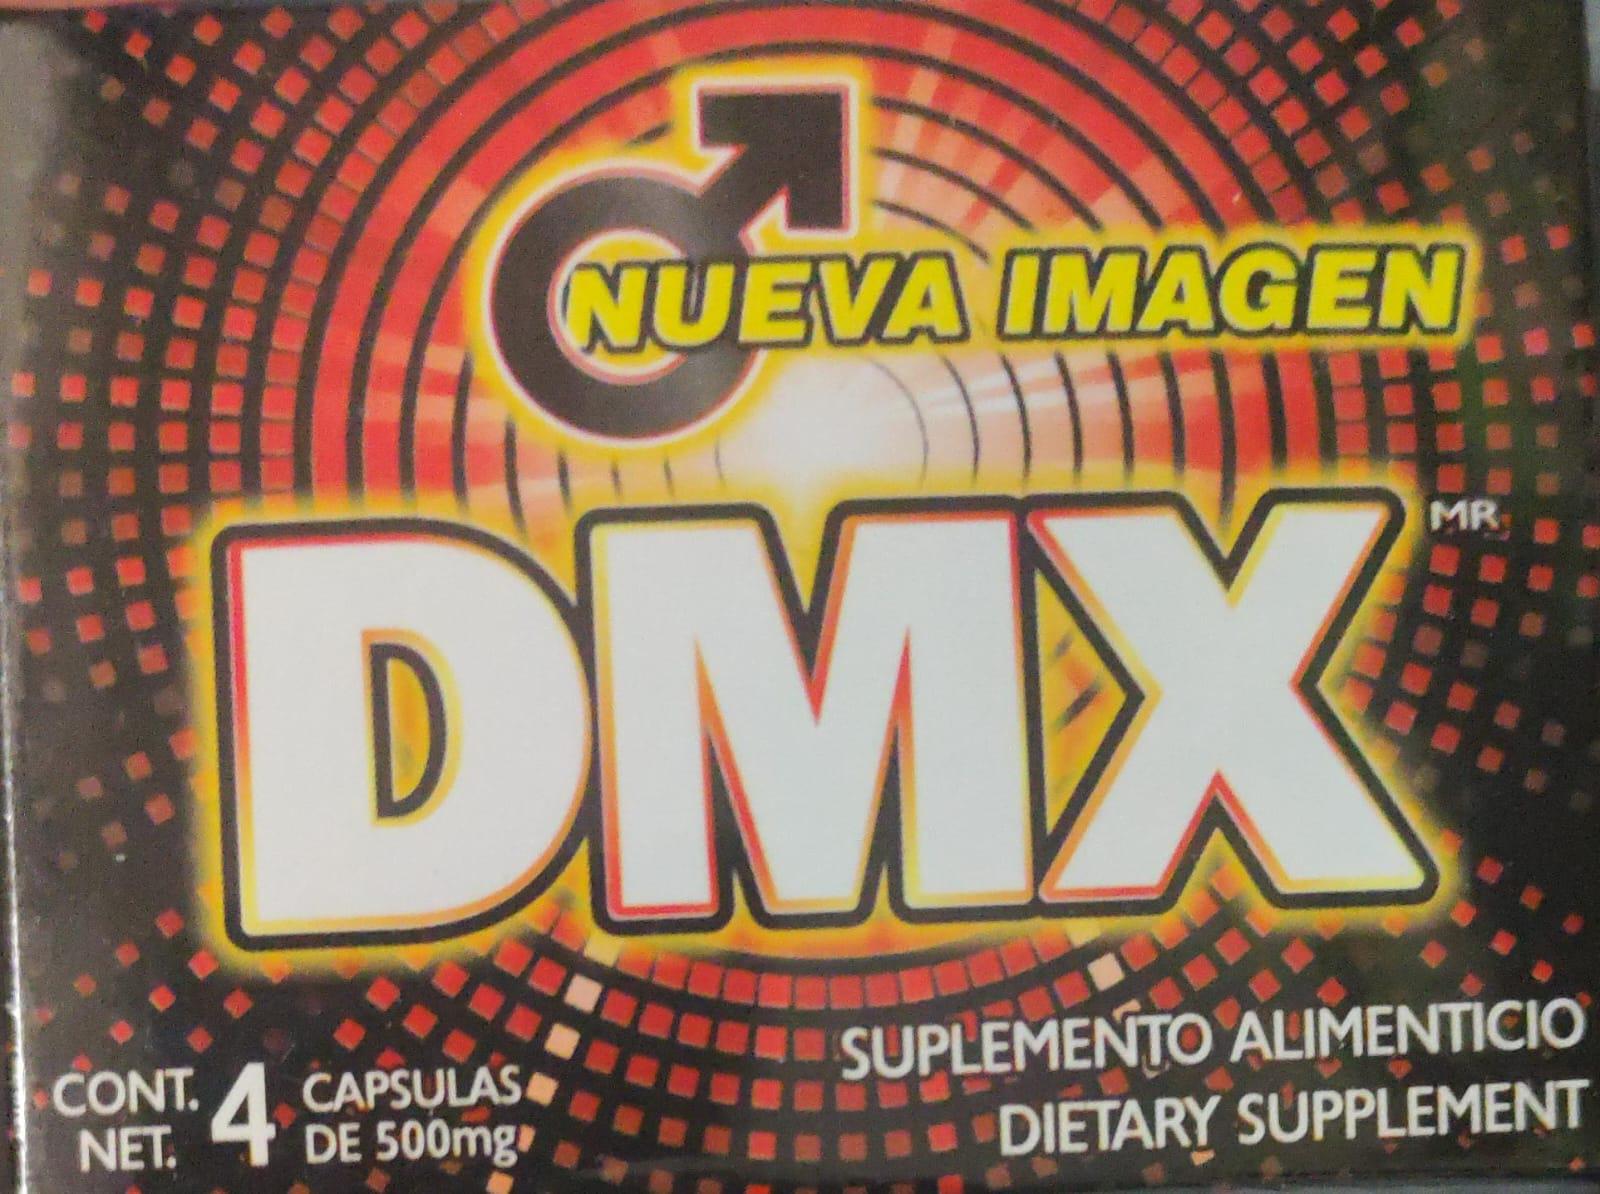 NUEVA IMAGEN
DMX MR
SUPLEMENTO ALIMENTICIO
DIETARY SUPPLEMENT
CONT. NET. 4 CAPSULAS
DE 500mg